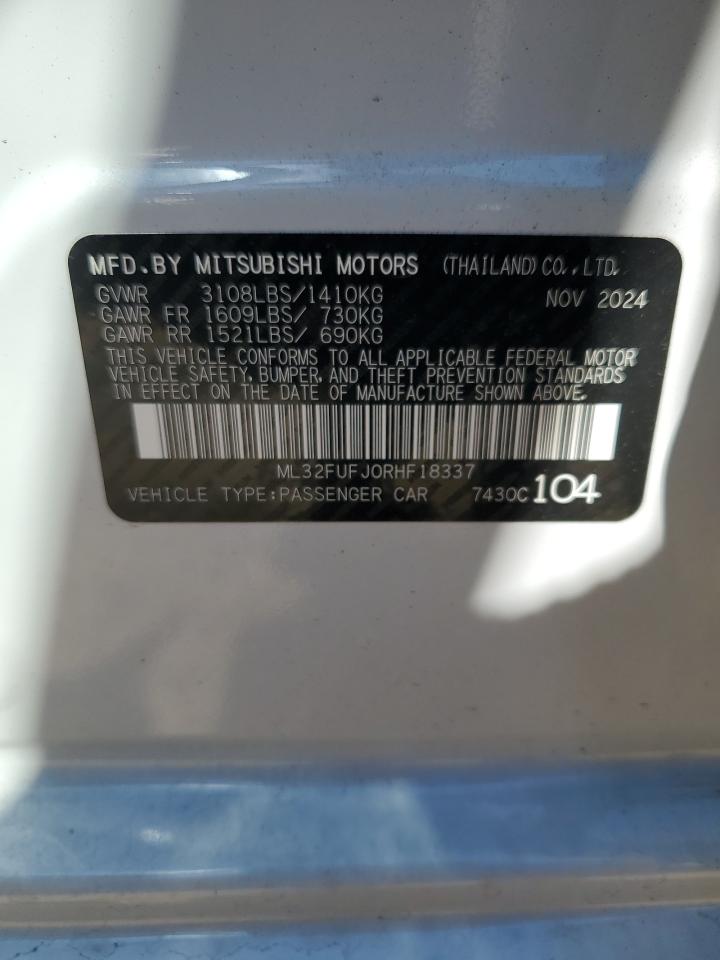 MFD.BY MITSUBISHI MOTORS (THAILAND)CO.,LTD.
GVWR 3108LBS/1410KG NOV 2024
GAWR FR 1609LBS/ 730KG
GAWR RR 1521LBS/ 690KG
THIS VEHICLE CONFORMS TO ALL APPLICABLE FEDERAL MOTOR
VEHICLE SAFETY, BUMPER, AND THEFT PREVENTION STANDARDS
IN EFFECT ON THE DATE OF MANUFACTURE SHOWN ABOVE.
ML32FUFJ0RHF18337
VEHICLE TYPE:PASSENGER CAR 7430C 104